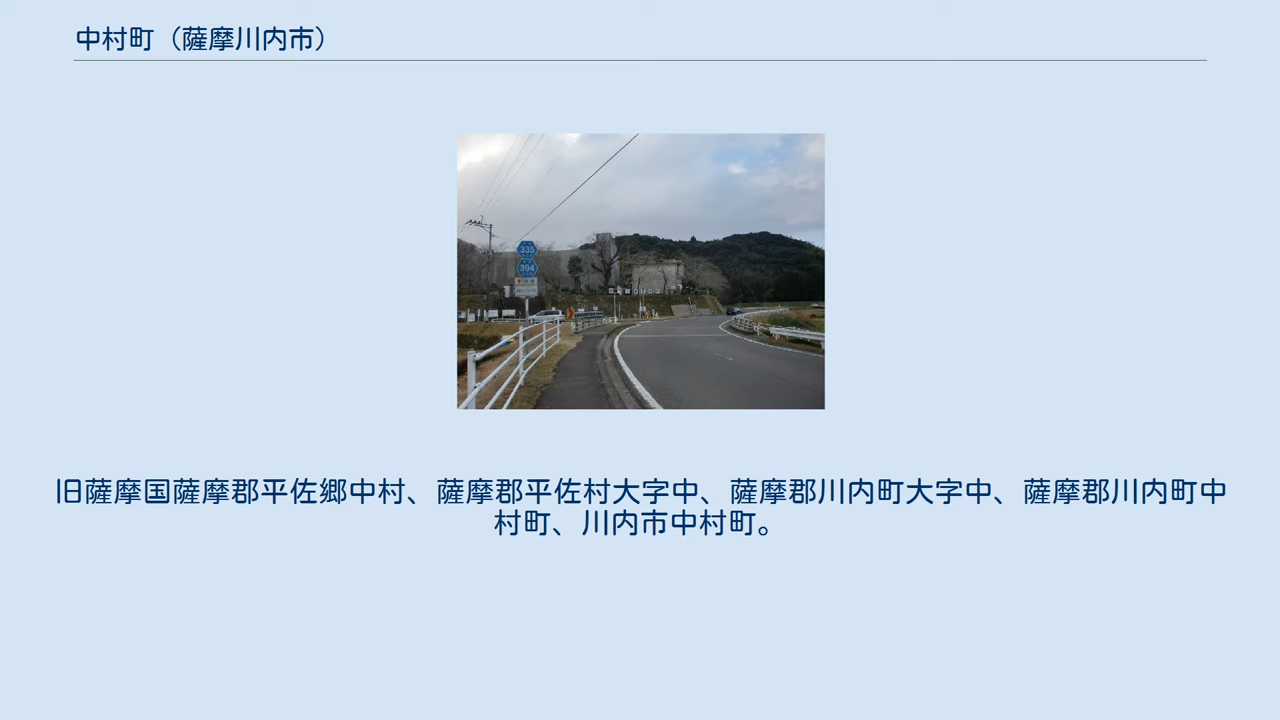 中村町（薩摩川内市）
335
394
旧薩摩国薩摩郡平佐郷中村、薩摩郡平佐村大字中、薩摩郡川内町大字中、薩摩郡川内町中
村町、川内市中村町。